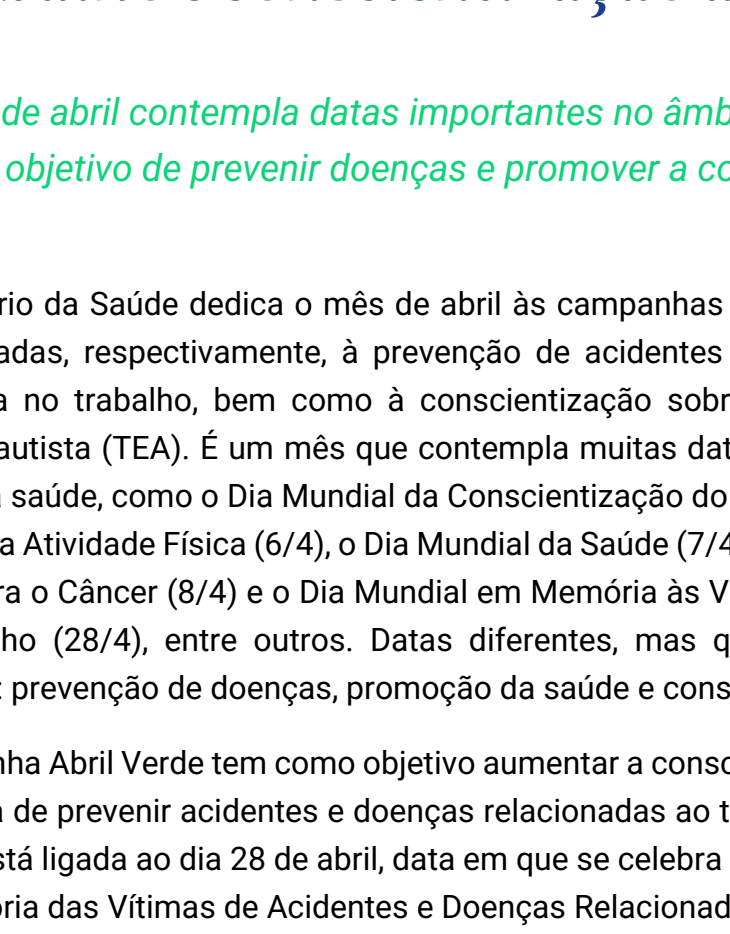 de abril contempla datas importantes no âmb
objetivo de prevenir doenças e promover a co
rio da Saúde dedica o mês de abril às campanhas
adas, respectivamente, à prevenção de acidentes
a no trabalho, bem como à conscientização sobr
autista (TEA). É um mês que contempla muitas dat
a saúde, como o Dia Mundial da Conscientização do
a Atividade Física (6/4), o Dia Mundial da Saúde (7/4
ra o Câncer (8/4) e o Dia Mundial em Memória às V
ho (28/4), entre outros. Datas diferentes, mas q
: prevenção de doenças, promoção da saúde e cons
nha Abril Verde tem como objetivo aumentar a consc
a de prevenir acidentes e doenças relacionadas ao t
stá ligada ao dia 28 de abril, data em que se celebra
ória das Vítimas de Acidentes e Doenças Relacionad